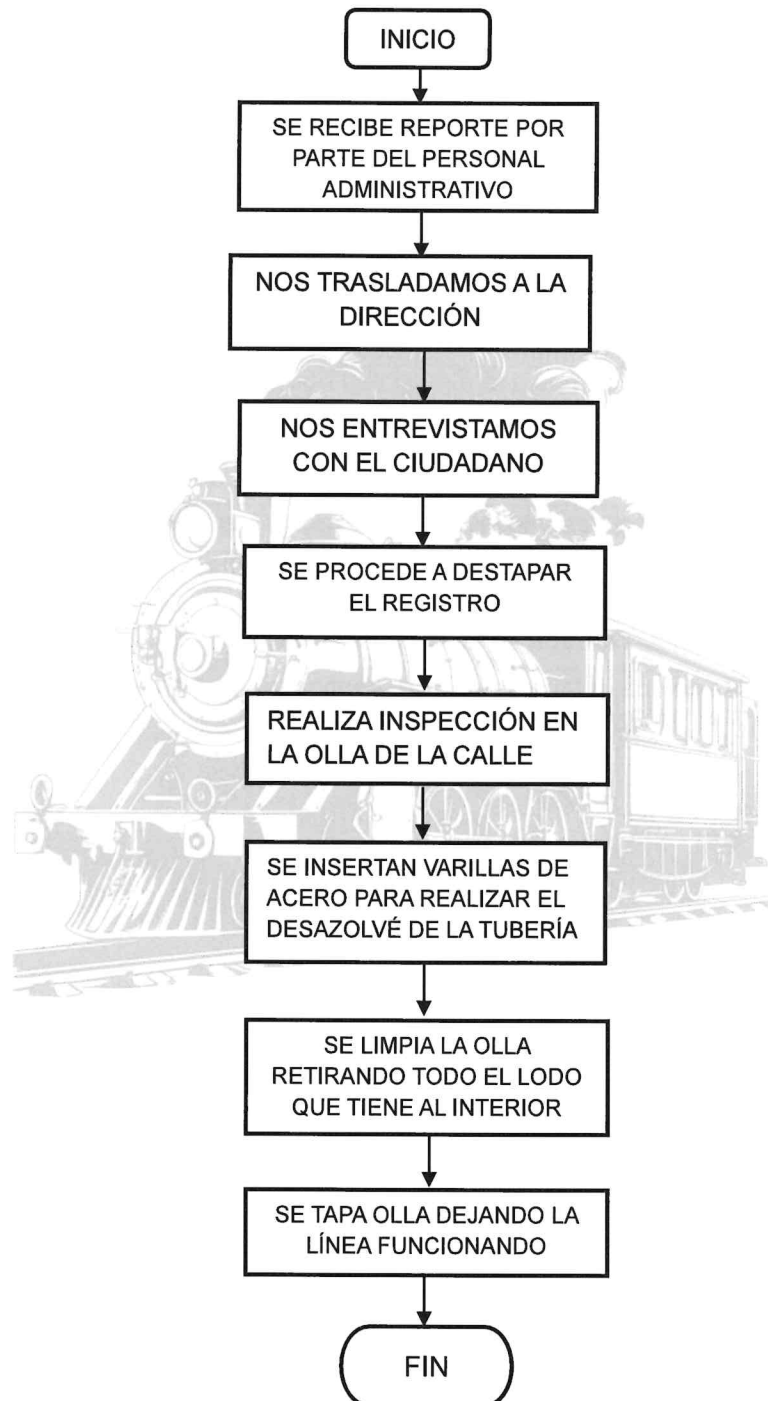 INICIO
SE RECIBE REPORTE POR
PARTE DEL PERSONAL
ADMINISTRATIVO
NOS TRASLADAMOS A LA
DIRECCIÓN
NOS ENTREVISTAMOS
CON EL CIUDADANO
SE PROCEDE A DESTAPAR
EL REGISTRO
REALIZA INSPECCIÓN EN
LA OLLA DE LA CALLE
SE INSERTAN VARILLAS DE
ACERO PARA REALIZAR EL
DESAZOLVÉ DE LA TUBERÍA
SE LIMPIA LA OLLA
RETIRANDO TODO EL LODO
QUE TIENE AL INTERIOR
SE TAPA OLLA DEJANDO LA
LÍNEA FUNCIONANDO
FIN